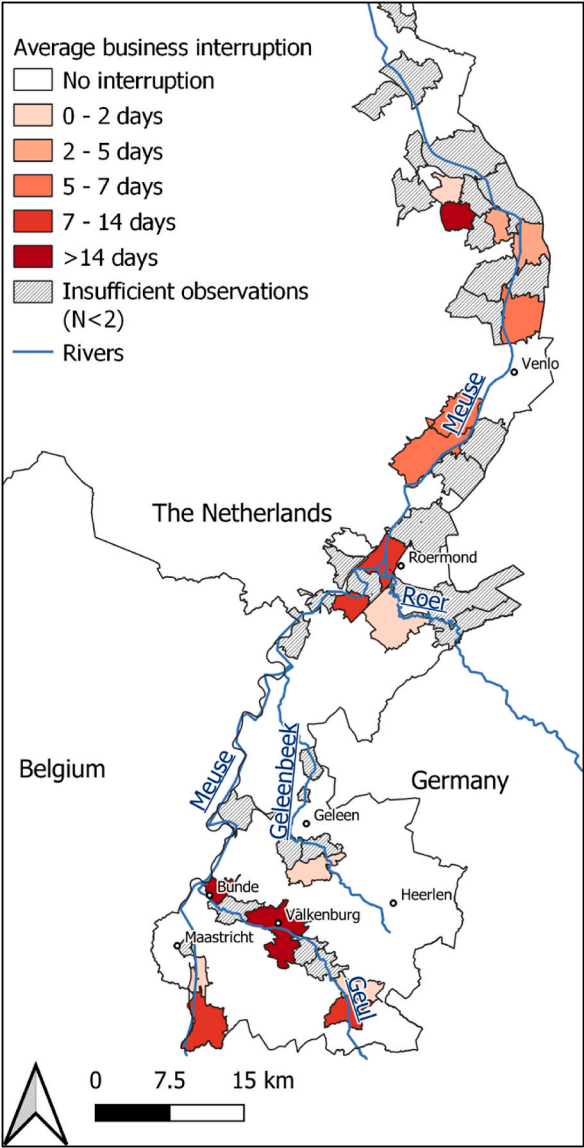 Average business interruption
No interruption
0 - 2 days
2 - 5 days
5 - 7 days
7 - 14 days
>14 days
Insufficient observations
(N<2)
Rivers
Venlo
Meuse
The Netherlands
Roermond
Roer
Meuse
Geleenbeek
Belgium
Germany
Geleen
Bunde
Heerlen
Valkenburg
Maastricht
Geul
0 7.5 15 km